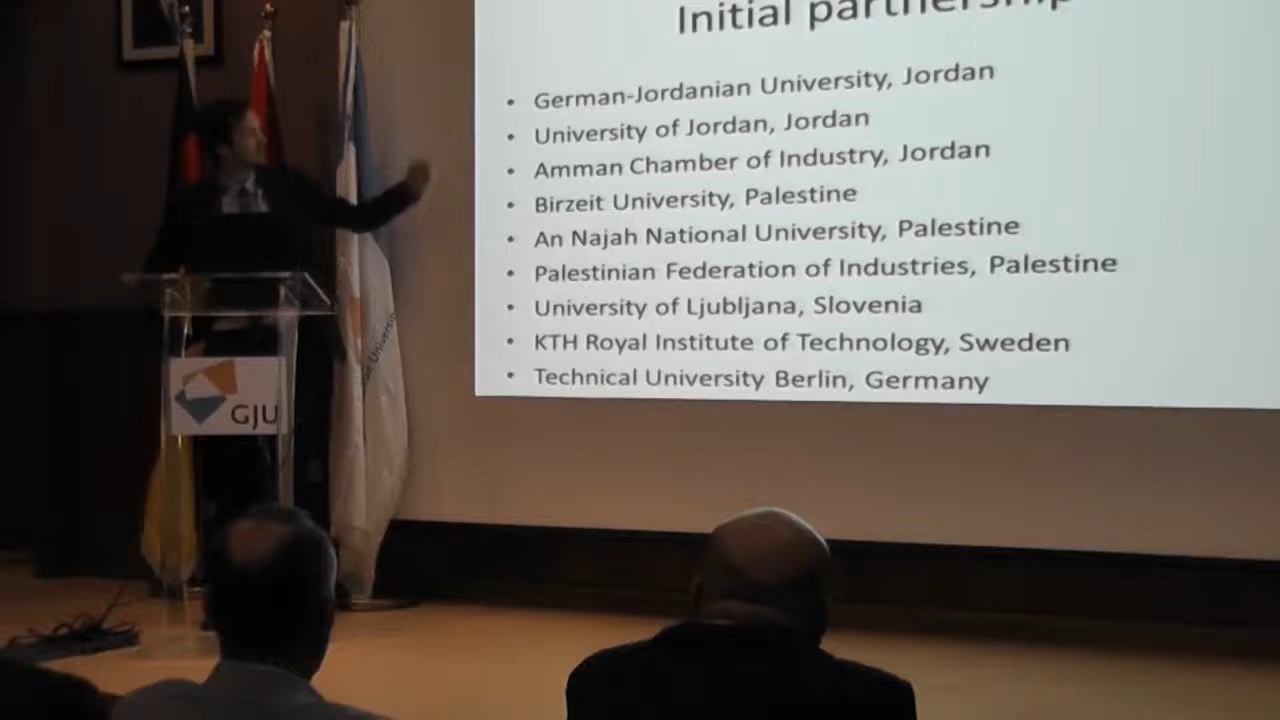 Initial partnership
• German-Jordanian University, Jordan
• University of Jordan, Jordan
• Amman Chamber of Industry, Jordan
• Birzeit University, Palestine
• An Najah National University, Palestine
• Palestinian Federation of Industries, Palestine
• University of Ljubljana, Slovenia
• KTH Royal Institute of Technology, Sweden
• Technical University Berlin, Germany
GJU